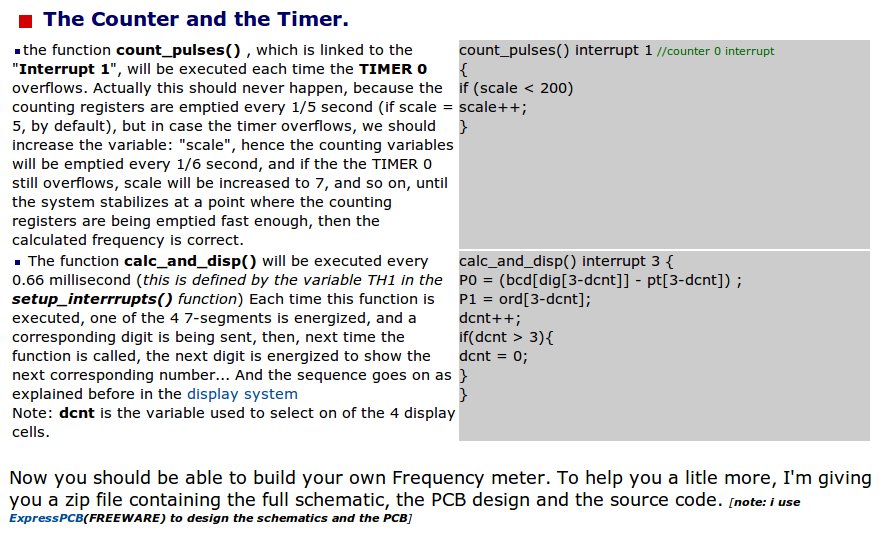 The Counter and the Timer.
the function count_pulses() , which is linked to the
"Interrupt 1", will be executed each time the TIMER 0
overflows. Actually this should never happen, because the
counting registers are emptied every 1/5 second (if scale =
5, by default), but in case the timer overflows, we should
increase the variable: "scale", hence the counting variables
will be emptied every 1/6 second, and if the the TIMER 0
still overflows, scale will be increased to 7, and so on, until
the system stabilizes at a point where the counting
registers are being emptied fast enough, then the
calculated frequency is correct.
count_pulses() interrupt 1 //counter 0 interrupt
{
if (scale < 200)
scale++;
}
The function calc_and_disp() will be executed every
0.66 millisecond (this is defined by the variable TH1 in the
setup_interrrupts() function) Each time this function is
executed, one of the 4 7-segments is energized, and a
corresponding digit is being sent, then, next time the
function is called, the next digit is energized to show the
next corresponding number... And the sequence goes on as
explained before in the display system
Note: dcnt is the variable used to select on of the 4 display
cells.
calc_and_disp() interrupt 3 {
P0 = (bcd[dig[3-dcnt]] - pt[3-dcnt]) ;
P1 = ord[3-dcnt];
dcnt++;
if(dcnt > 3){
dcnt = 0;
}
}
Now you should be able to build your own Frequency meter. To help you a litle more, I'm giving
you a zip file containing the full schematic, the PCB design and the source code. [note: i use
ExpressPCB(FREEWARE) to design the schematics and the PCB]